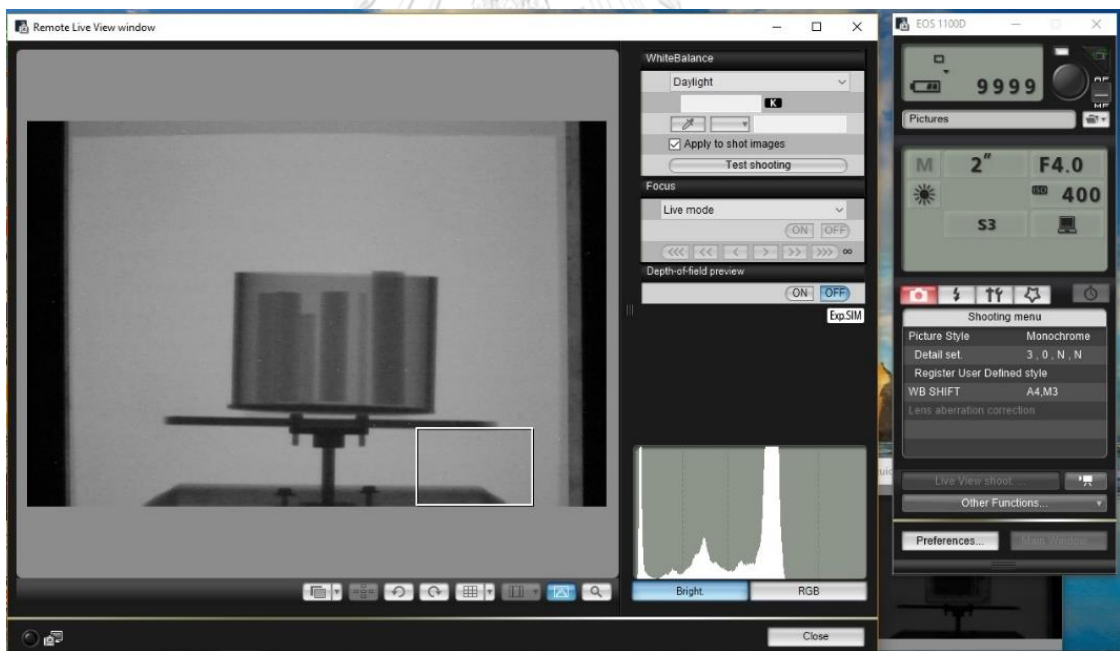 Remote Live View window
WhiteBalance
Daylight
K
Apply to shot images
Test shooting
Focus
Live mode
ON OFF
<<< << < > >> >>> ∞
Depth-of-field preview
ON OFF
Exp.SIM
Bright. RGB
Close
EOS 1100D
9999
AF
MF
Pictures
M 2" F4.0
ISO 400
S3
Shooting menu
Picture Style Monochrome
Detail set. 3 , 0 , N , N
Register User Defined style
WB SHIFT A4,M3
Lens aberration correction
Live View shoot. ...
Other Functions...
Preferences... Main Window...